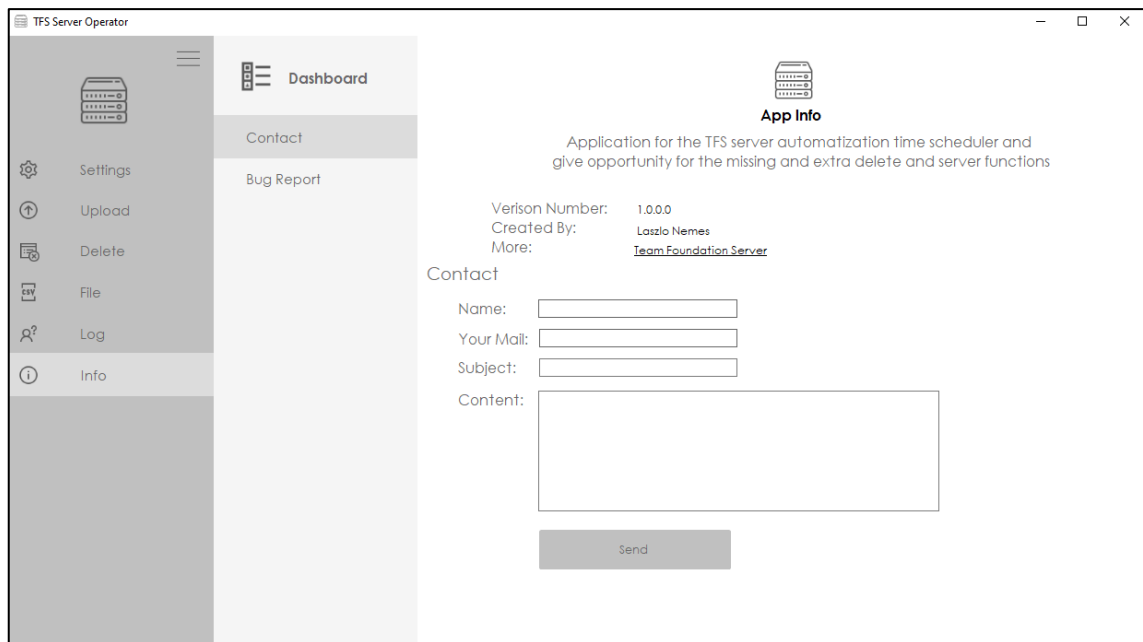 TFS Server Operator
Settings
Upload
Delete
CSV
File
Log
Info
Dashboard
Contact
Bug Report
App Info
Application for the TFS server automatization time scheduler and
give opportunity for the missing and extra delete and server functions
Verison Number: 1.0.0.0
Created By: Laszlo Nemes
More: Team Foundation Server
Contact
Name:
Your Mail:
Subject:
Content:
Send